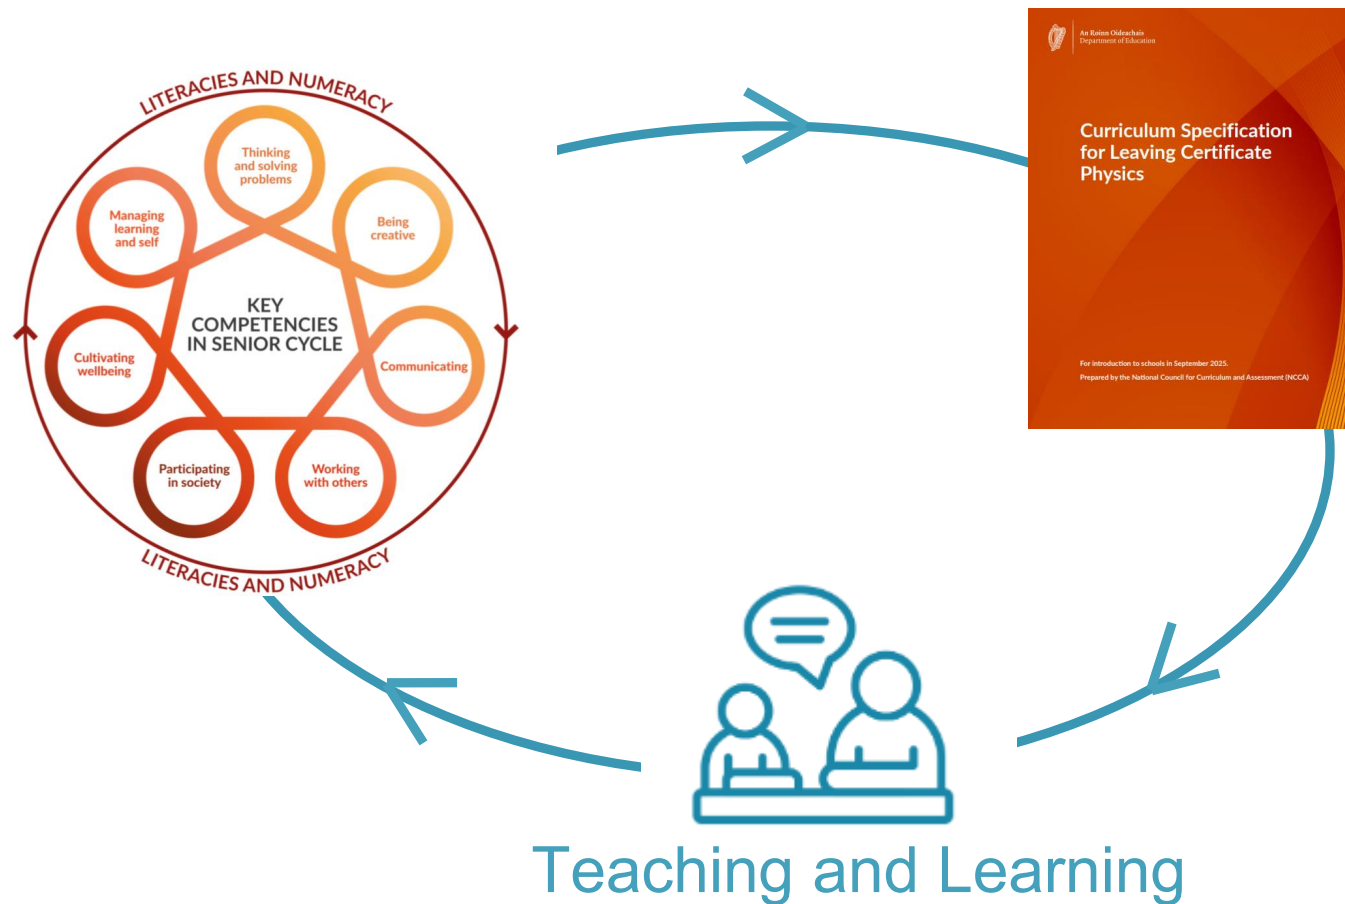 LITERACIES AND NUMERACY
Thinking
and solving
problems
Being
creative
Managing
learning
and self
KEY
COMPETENCIES
IN SENIOR CYCLE
Cultivating
wellbeing
Communicating
Participating
in society
Working
with others
LITERACIES AND NUMERACY
An Roinn Oideachais
Department of Education
Curriculum Specification
for Leaving Certificate
Physics
For introduction to schools in September 2025.
Prepared by the National Council for Curriculum and Assessment (NCCA)
Teaching and Learning